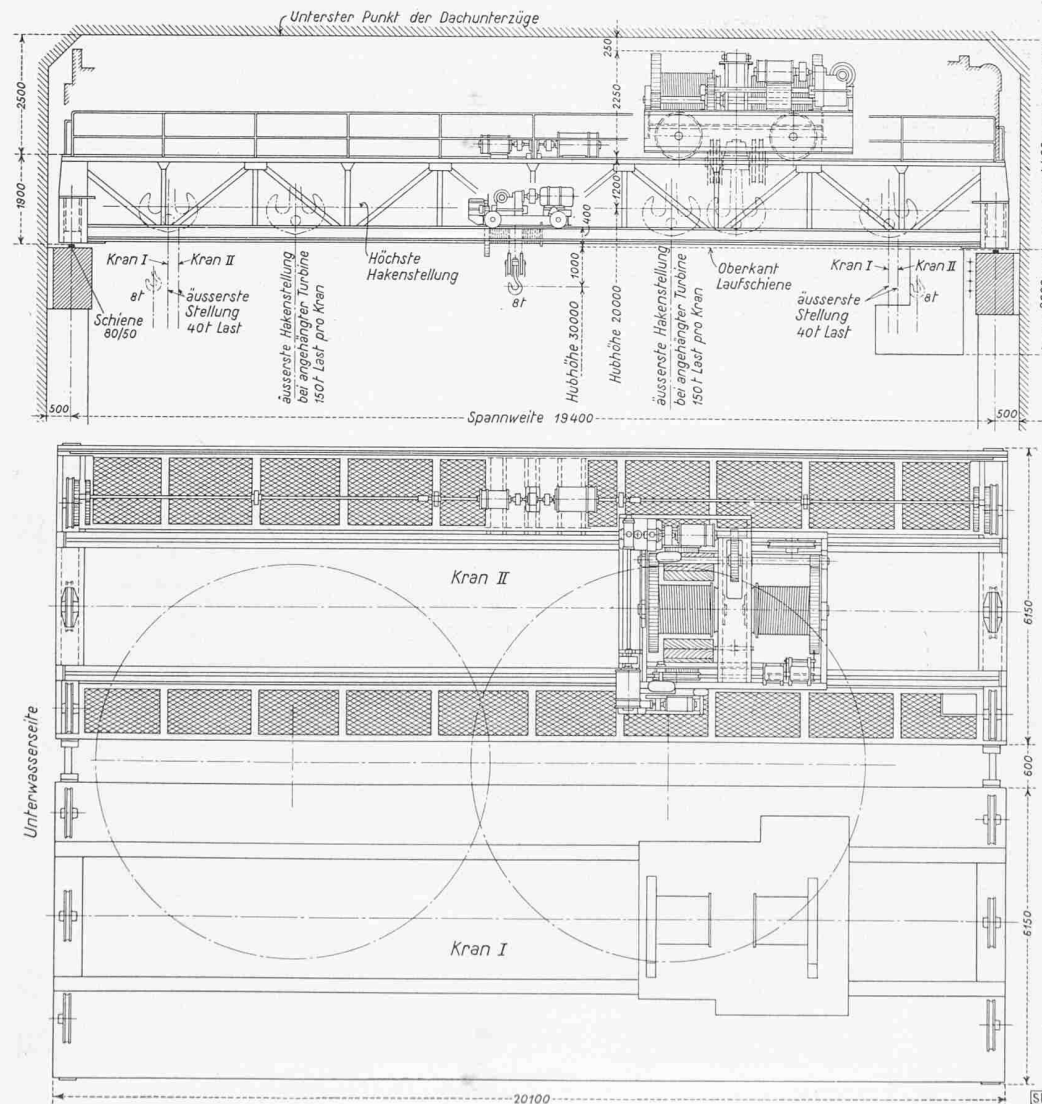 Unterster Punkt der Dachunterzüge
250
2500
2250
1900
1200
400
1000
Kran I
Kran II
8t
äusserste
Stellung
40t Last
Schiene
80/50
Höchste
Hakenstellung
äusserste Hakenstellung
bei angehängter Turbine
150t Last pro Kran
8t
Hubhöhe 30000
Hubhöhe 20000
äusserste Hakenstellung
bei angehängter Turbine
150t Last pro Kran
Oberkant
Laufschiene
Kran I
Kran II
8t
äusserste
Stellung
40t Last
500
Spannweite 19400
500
Kran II
6150
600
Unterwasserseite
Kran I
6150
20100